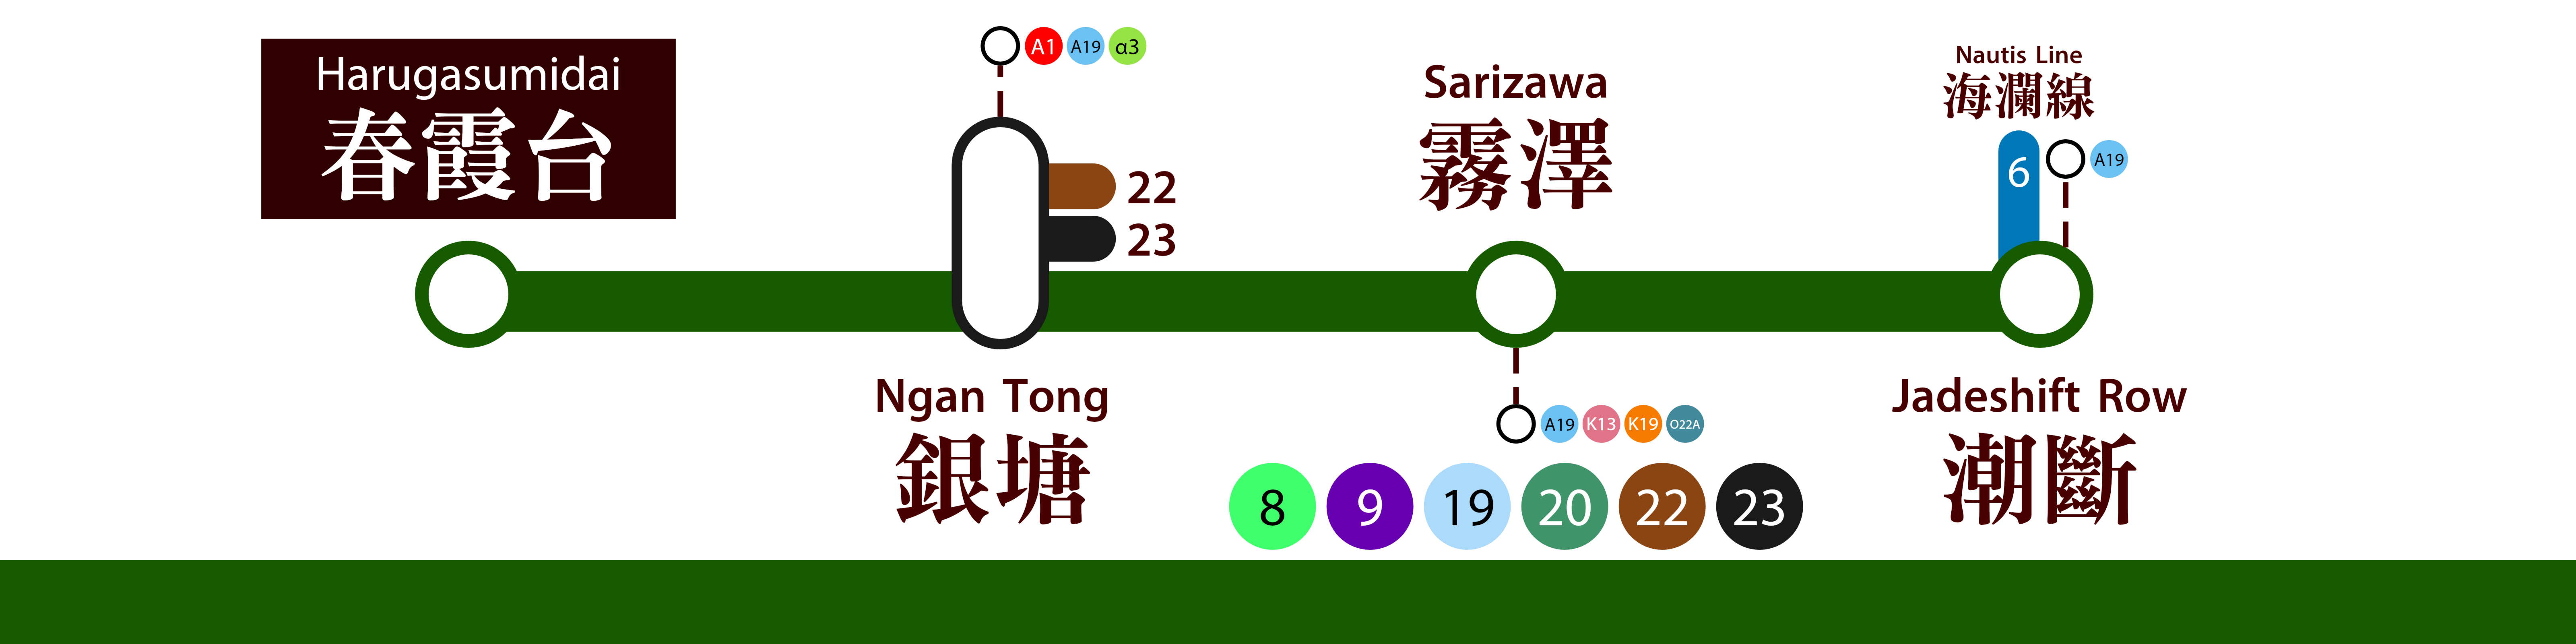 Harugasumidai
春霞台
A1 A19 α3
22
23
Ngan Tong
銀塘
Sarizawa
霧澤
A19 K13 K19 O22A
8 9 19 20 22 23
Nautis Line
海瀾線
6
A19
Jadeshift Row
潮斷